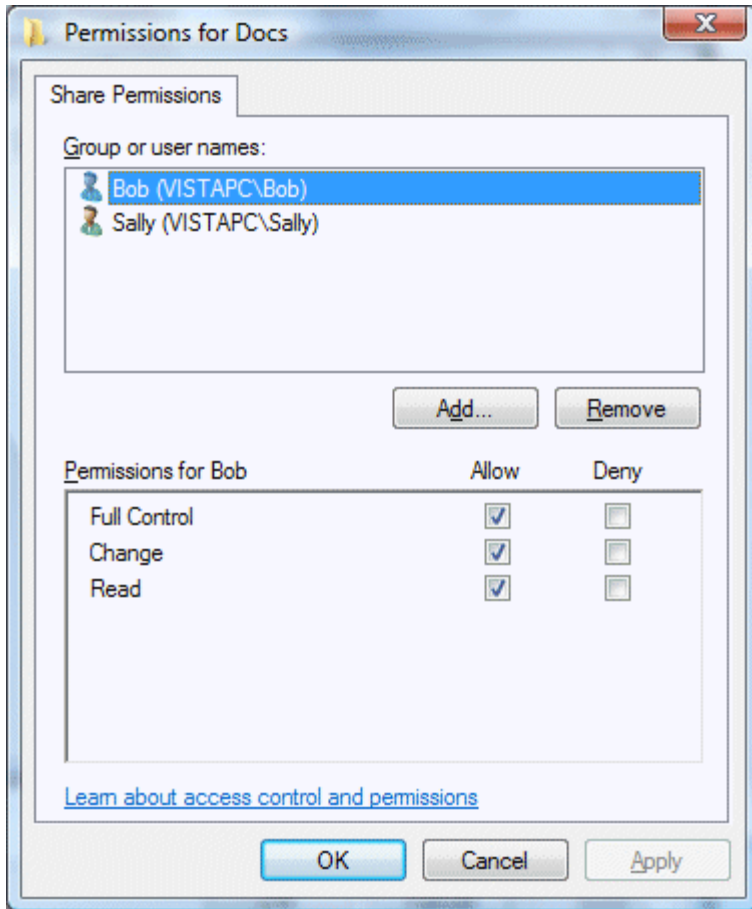 Permissions for Docs
Share Permissions
Group or user names:
Bob (VISTAPC\Bob)
Sally (VISTAPC\Sally)
Add... Remove
Permissions for Bob Allow Deny
Full Control
Change
Read
Learn about access control and permissions
OK Cancel Apply